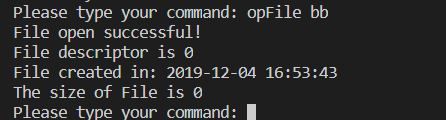 Please type your command: opFile bb
File open successful!
File descriptor is 0
File created in: 2019-12-04 16:53:43
The size of File is 0
Please type your command: